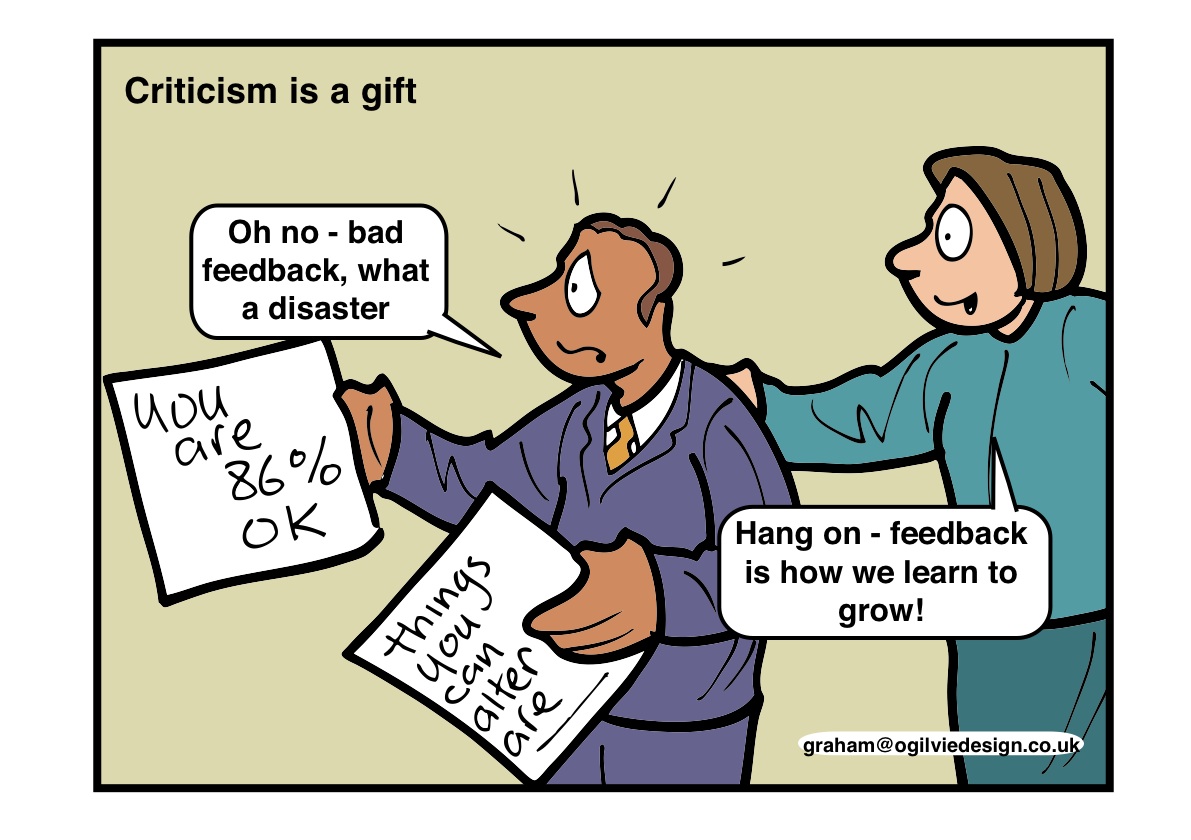 Criticism is a gift
Oh no - bad
feedback, what
a disaster
you
are
86%
OK
things
you
can
alter
are
Hang on - feedback
is how we learn to
grow!
graham@ogilviedesign.co.uk